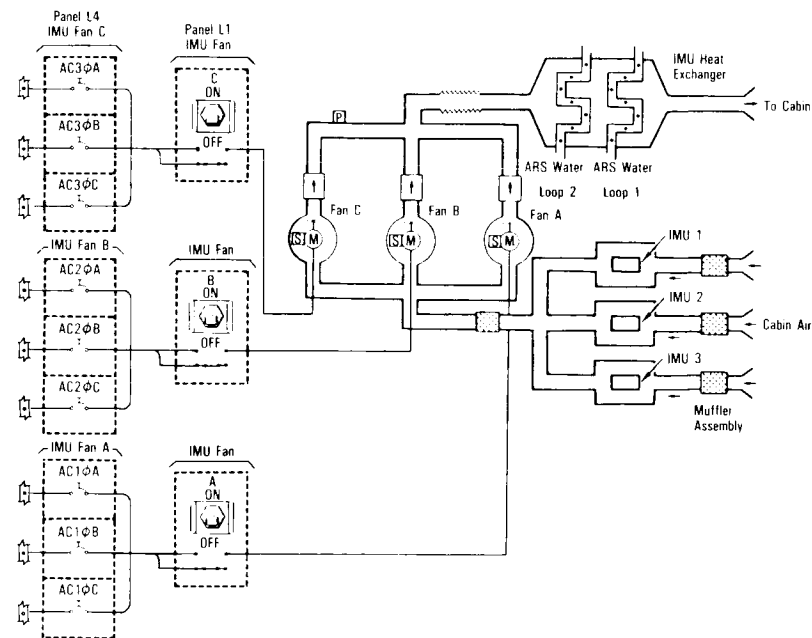 Panel L4
IMU Fan C
AC3φA
AC3φB
AC3φC
Panel L1
IMU Fan
C
ON
OFF
IMU Fan B
AC2φA
AC2φB
AC2φC
IMU Fan
B
ON
OFF
IMU Fan A
AC1φA
AC1φB
AC1φC
IMU Fan
A
ON
OFF
P
Fan C
Fan B
Fan A
S M
S M
S M
IMU Heat
Exchanger
To Cabin
ARS Water
Loop 2
ARS Water
Loop 1
IMU 1
IMU 2
IMU 3
Cabin Air
Muffler
Assembly